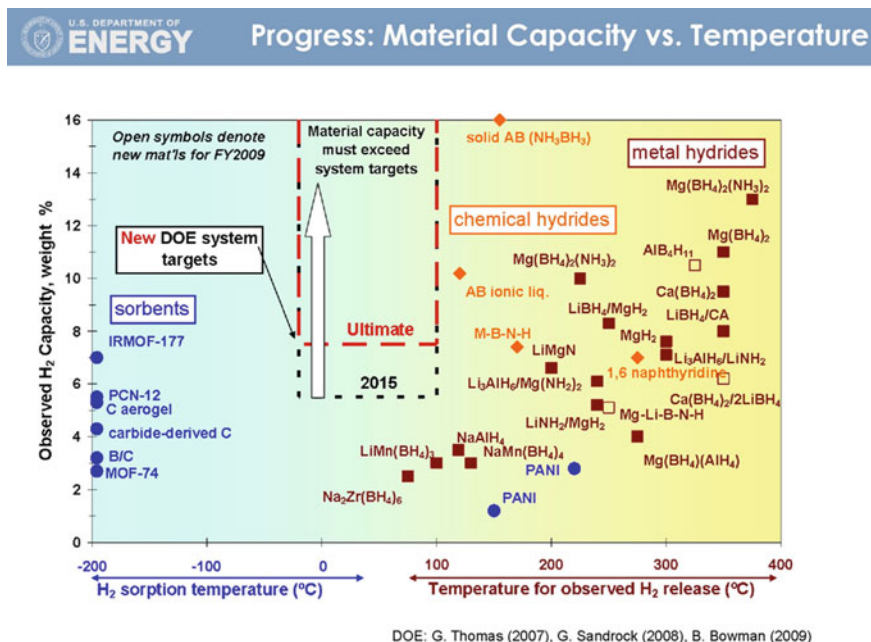 U.S. DEPARTMENT OF
ENERGY
Progress: Material Capacity vs. Temperature
Observed H₂ Capacity, weight %
16
14
12
10
8
6
4
2
0
Open symbols denote
new mat'ls for FY2009
Material capacity
must exceed
system targets
solid AB (NH₃BH₃)
metal hydrides
Mg(BH₄)₂(NH₃)₂
chemical hydrides
New DOE system
targets
Mg(BH₄)₂
Mg(BH₄)₂(NH₃)₂
AlB₄H₁₁
sorbents
AB ionic liq.
Ca(BH₄)₂
LiBH₄/MgH₂
LiBH₄/CA
IRMOF-177
Ultimate
M-B-N-H
MgH₂
LiMgN
Li₃AlH₆/LiNH₂
1,6 naphthyridine
2015
Li₃AlH₆/Mg(NH₂)₂
PCN-12
C aerogel
Ca(BH₄)₂/2LiBH₄
Mg-Li-B-N-H
carbide-derived C
LiNH₂/MgH₂
NaAlH₄
LiMn(BH₄)₃
NaMn(BH₄)₄
B/C
Mg(BH₄)(AlH₄)
MOF-74
PANI
Na₂Zr(BH₄)₆
PANI
-200
-100
0
100
200
300
400
H₂ sorption temperature (ºC)
Temperature for observed H₂ release (ºC)
DOE: G. Thomas (2007), G. Sandrock (2008), B. Bowman (2009)